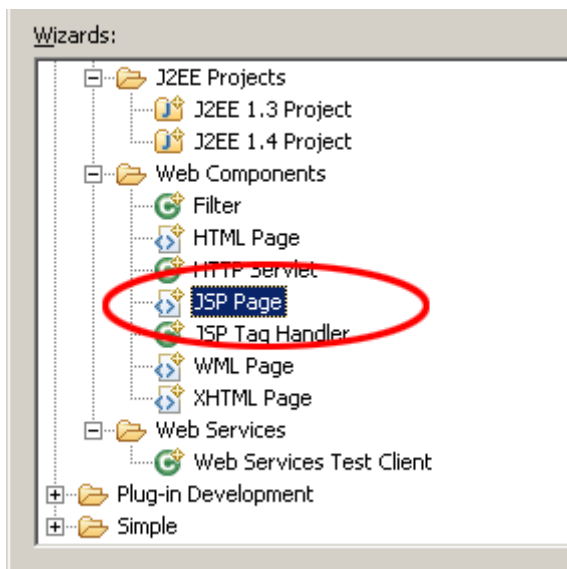 Wizards:
J2EE Projects
J2EE 1.3 Project
J2EE 1.4 Project
Web Components
Filter
HTML Page
HTTP Servlet
JSP Page
JSP Tag Handler
WML Page
XHTML Page
Web Services
Web Services Test Client
Plug-in Development
Simple